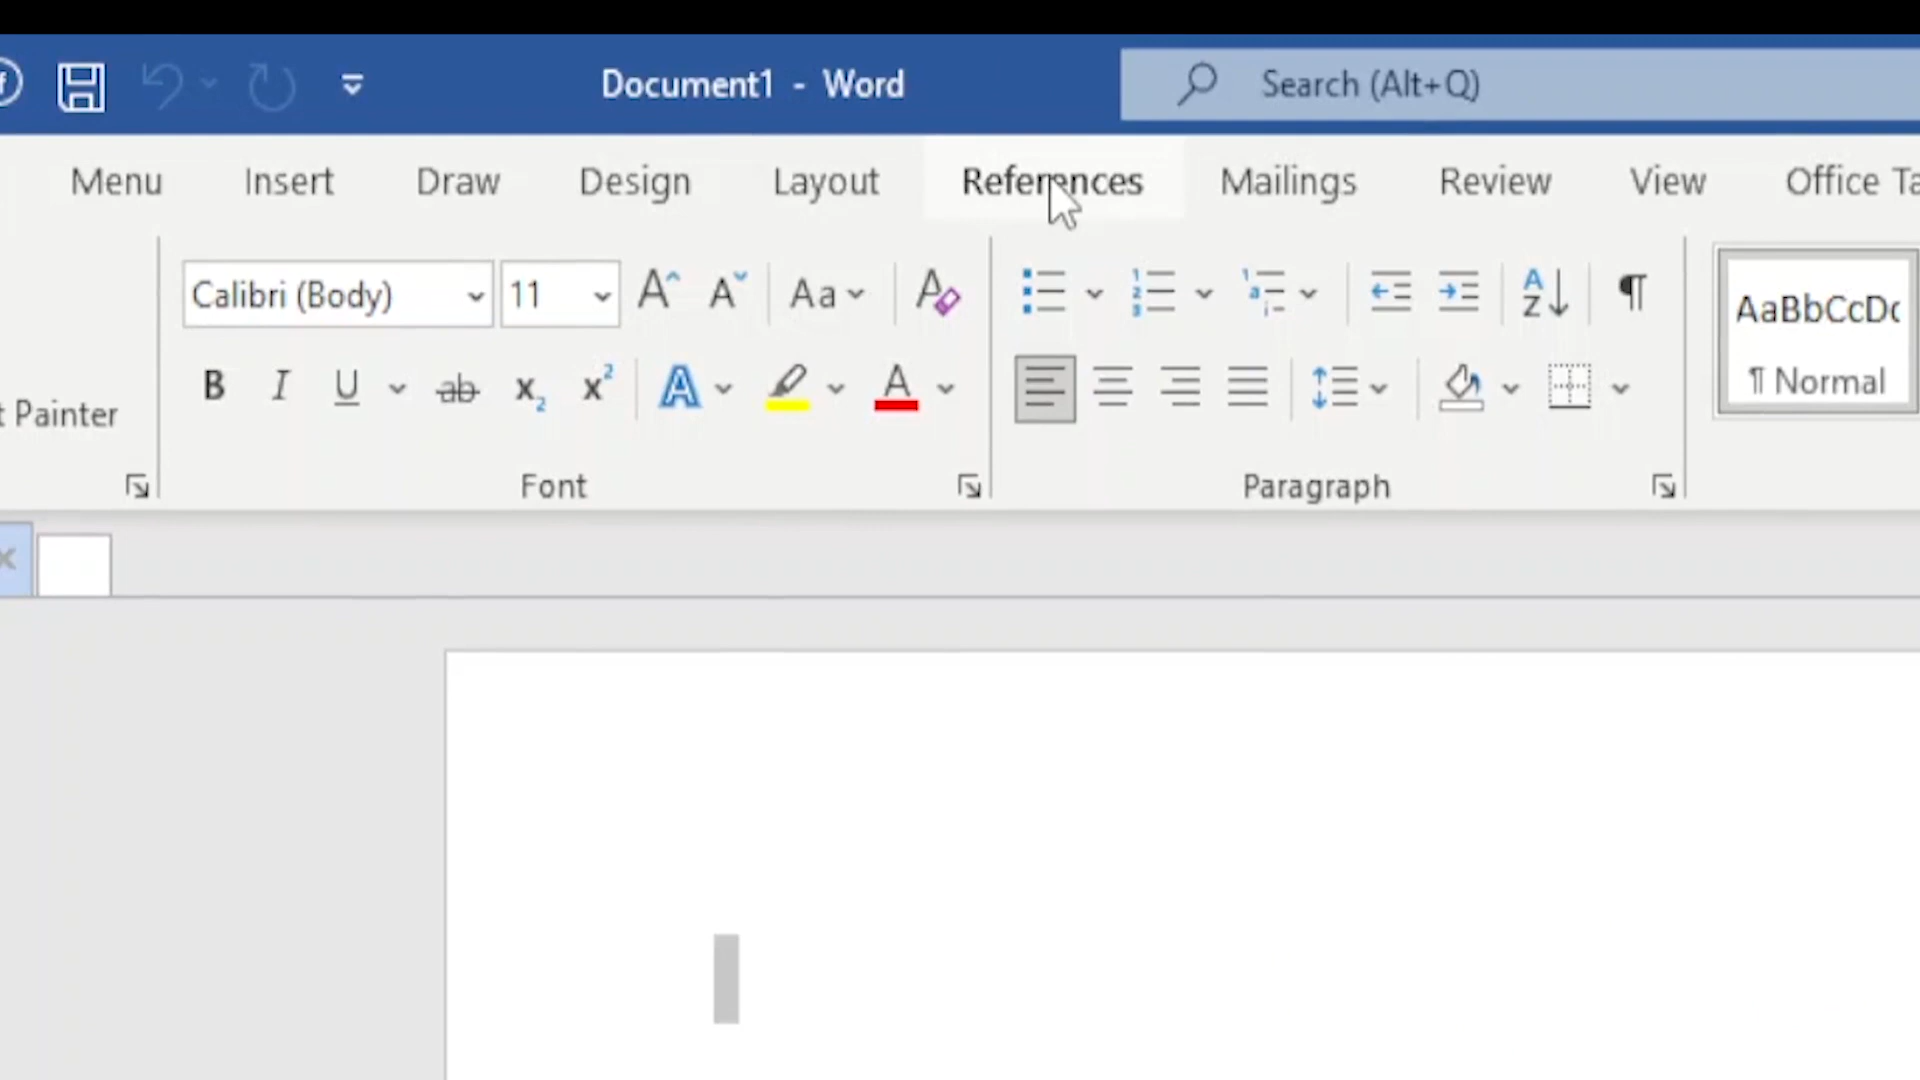 Document1 - Word
Search (Alt+Q)
Menu Insert Draw Design Layout References Mailings Review View Office Ta
Calibri (Body) 11 Aa
AaBbCcDc
B I U ab x₂ x² A A
¶ Normal
t Painter
Font Paragraph